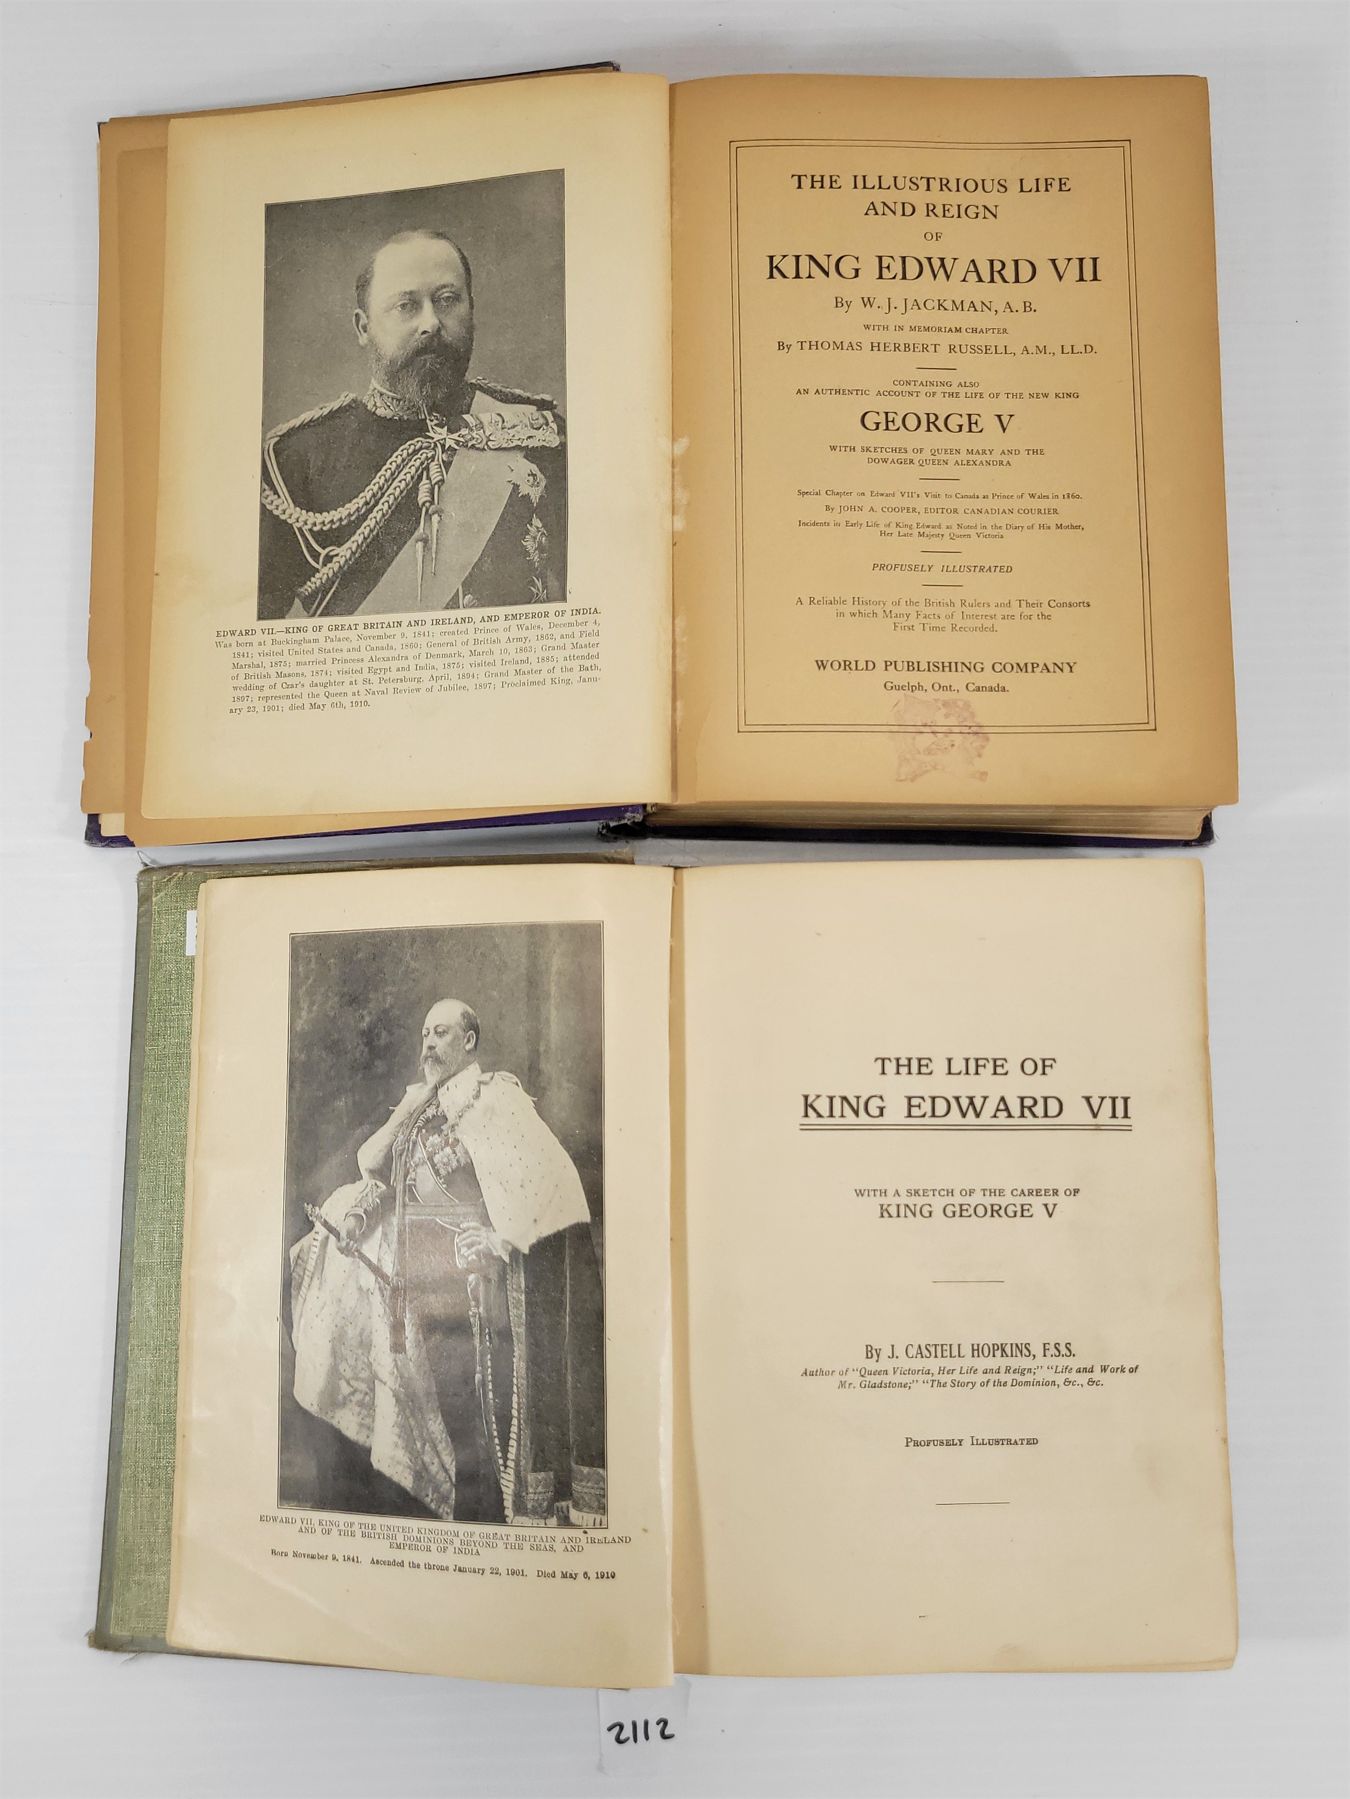 EDWARD VII.—KING OF GREAT BRITAIN AND IRELAND, AND EMPEROR OF INDIA.
Was born at Buckingham Palace, November 9, 1841; created Prince of Wales, December 4,
1841; visited United States and Canada, 1860; General of British Army, 1862, and Field
Marshal, 1875; married Princess Alexandra of Denmark, March 10, 1863; Grand Master
of British Masons, 1874; visited Egypt and India, 1875; visited Ireland, 1885; attended
wedding of Czar's daughter at St. Petersburg, April, 1894; Grand Master of the Bath,
1897; represented the Queen at Naval Review of Jubilee, 1897; Proclaimed King, Janu-
ary 23, 1901; died May 6th, 1910.
THE ILLUSTRIOUS LIFE
AND REIGN
OF
KING EDWARD VII
By W. J. JACKMAN, A. B.
WITH IN MEMORIAM CHAPTER
By THOMAS HERBERT RUSSELL, A.M., LL.D.
CONTAINING ALSO
AN AUTHENTIC ACCOUNT OF THE LIFE OF THE NEW KING
GEORGE V
WITH SKETCHES OF QUEEN MARY AND THE
DOWAGER QUEEN ALEXANDRA
Special Chapter on Edward VII's Visit to Canada as Prince of Wales in 1860.
By JOHN A. COOPER, EDITOR CANADIAN COURIER
Incidents in Early Life of King Edward as Noted in the Diary of His Mother,
Her Late Majesty Queen Victoria
PROFUSELY ILLUSTRATED
A Reliable History of the British Rulers and Their Consorts
in which Many Facts of Interest are for the
First Time Recorded.
WORLD PUBLISHING COMPANY
Guelph, Ont., Canada.
EDWARD VII, KING OF THE UNITED KINGDOM OF GREAT BRITAIN AND IRELAND
AND OF THE BRITISH DOMINIONS BEYOND THE SEAS, AND
EMPEROR OF INDIA
Born November 9, 1841. Ascended the throne January 22, 1901. Died May 6, 1910
THE LIFE OF
KING EDWARD VII
WITH A SKETCH OF THE CAREER OF
KING GEORGE V
By J. CASTELL HOPKINS, F.S.S.
Author of "Queen Victoria, Her Life and Reign;" "Life and Work of
Mr. Gladstone;" "The Story of the Dominion, &c., &c.
PROFUSELY ILLUSTRATED
2112